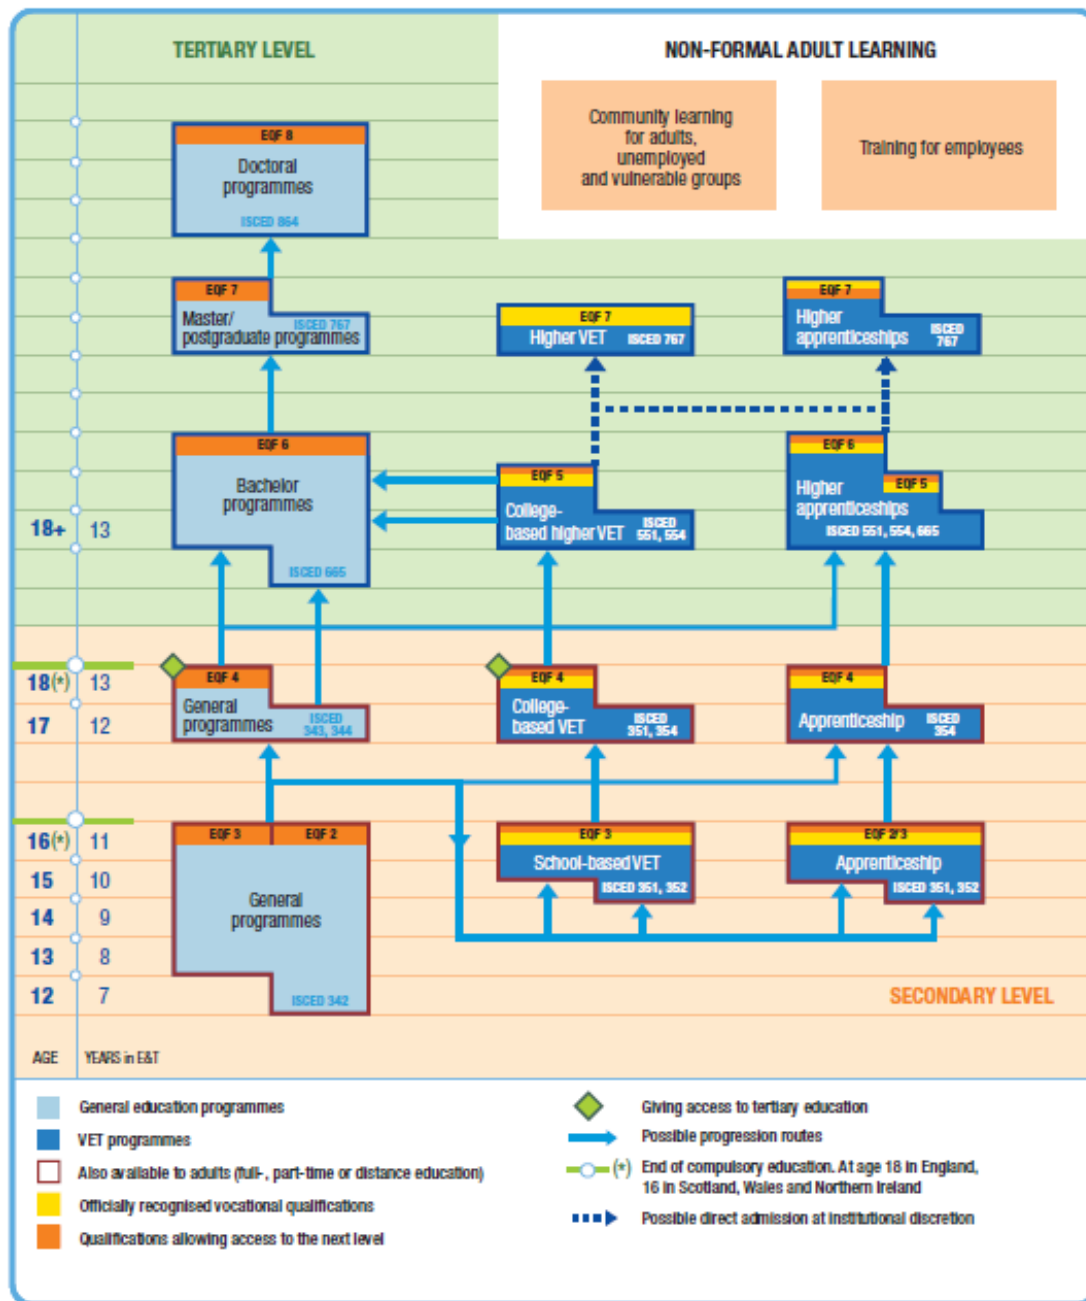 TERTIARY LEVEL
NON-FORMAL ADULT LEARNING
Community learning
for adults,
unemployed
and vulnerable groups
Training for employees
EQF 8
Doctoral
programmes
ISCED 864
EQF 7
Master/
postgraduate programmes
ISCED 767
EQF 7
Higher VET
ISCED 767
EQF 7
Higher
apprenticeships
ISCED
767
EQF 6
Bachelor
programmes
ISCED 665
EQF 5
College-
based higher VET
ISCED
551, 554
EQF 6
EQF 5
Higher
apprenticeships
ISCED 551, 554, 665
18+ 13
18(*) 13
17 12
EQF 4
General
programmes
ISCED
343, 344
EQF 4
College-
based VET
ISCED
351, 354
EQF 4
Apprenticeship
ISCED
354
16(*) 11
15 10
14 9
13 8
12 7
EQF 3
EQF 2
General
programmes
ISCED 342
EQF 3
School-based VET
ISCED 351, 352
EQF 2/3
Apprenticeship
ISCED 351, 352
SECONDARY LEVEL
AGE
YEARS in E&T
General education programmes
VET programmes
Also available to adults (full-, part-time or distance education)
Officially recognised vocational qualifications
Qualifications allowing access to the next level
Giving access to tertiary education
Possible progression routes
(*) End of compulsory education. At age 18 in England,
16 in Scotland, Wales and Northern Ireland
Possible direct admission at institutional discretion